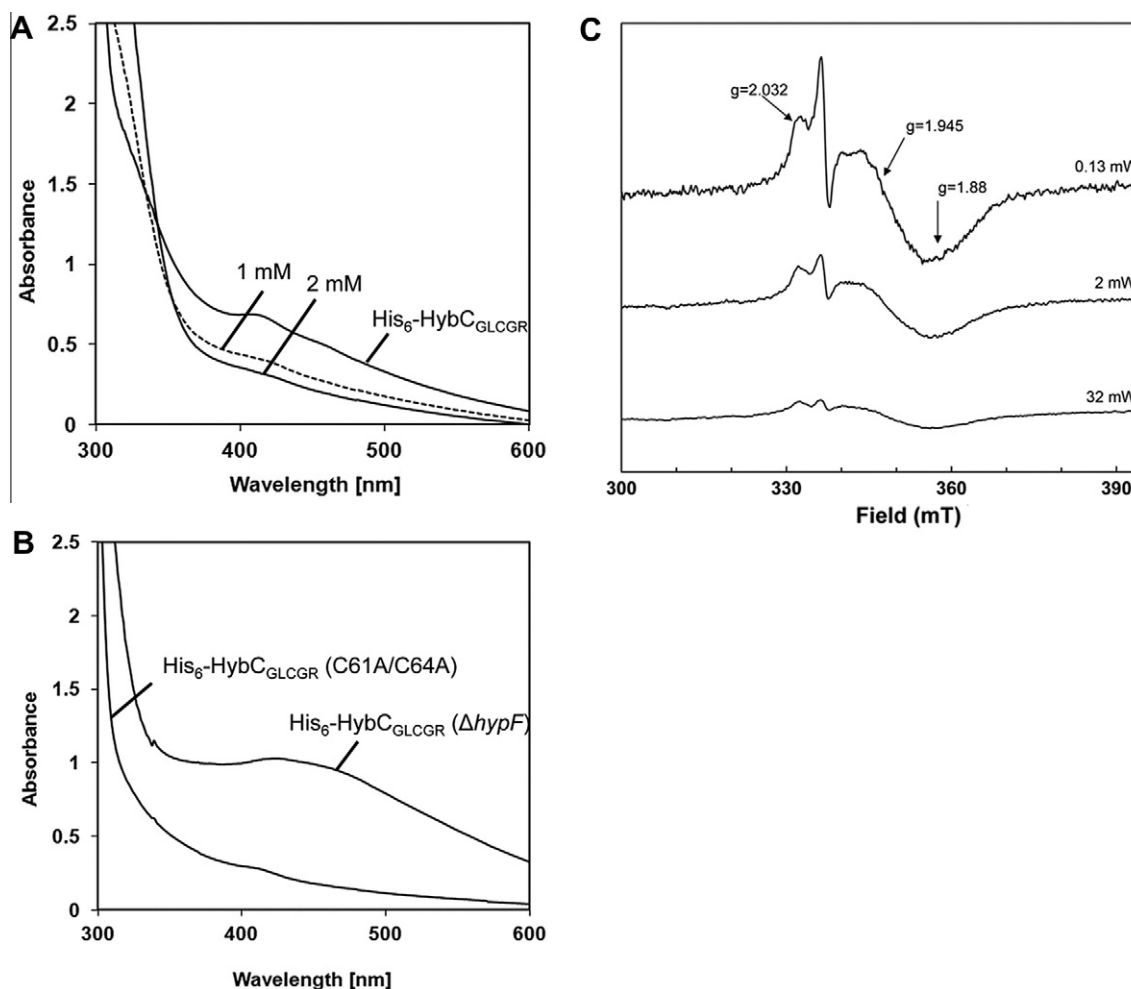 A
2.5
2
1.5
1
0.5
0
300
400
500
600
Absorbance
Wavelength [nm]
1 mM
2 mM
His6-HybCGLCGR
B
2.5
2
1.5
1
0.5
0
300
400
500
600
Absorbance
Wavelength [nm]
His6-HybCGLCGR (C61A/C64A)
His6-HybCGLCGR (ΔhypF)
C
g=2.032
g=1.945
g=1.88
0.13 mW
2 mW
32 mW
300
330
360
390
Field (mT)